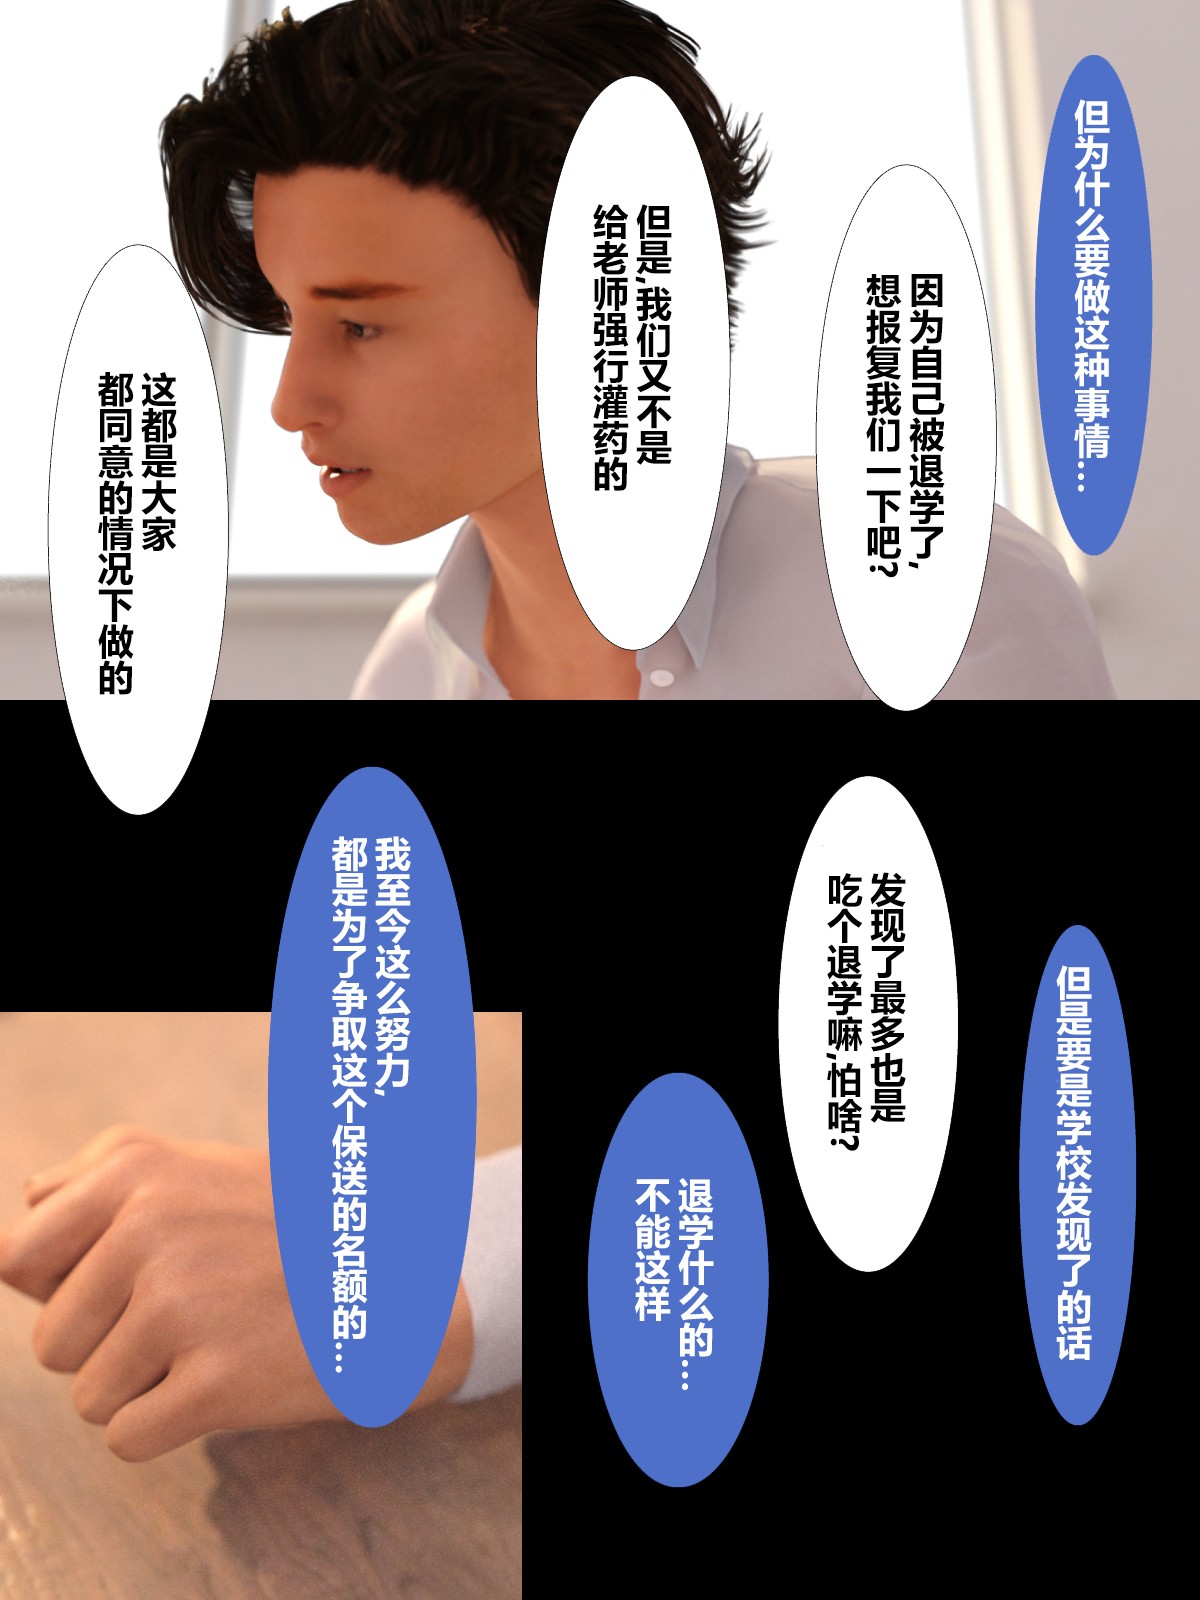 但为什么要做这种事情…
因为自己被退学了,
想报复我们一下吧?
但是,我们又不是
给老师强行灌药的
这都是大家
都同意的情况下做的
但是要是学校发现了的话
发现了最多也是
吃个退学嘛,怕啥?
退学什么的…
不能这样
我至今这么努力,
都是为了争取这个保送的名额的…